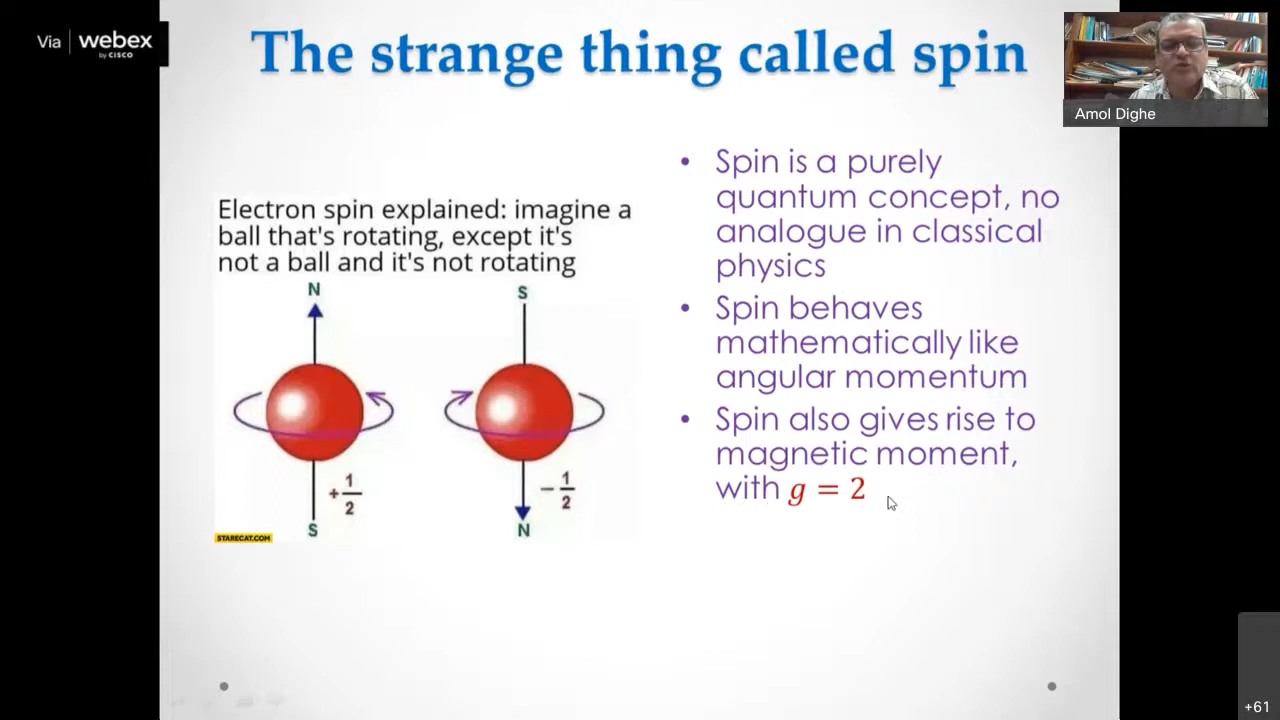 Via webex
by CISCO
The strange thing called spin
Amol Dighe
Electron spin explained: imagine a
ball that's rotating, except it's
not a ball and it's not rotating
N
S
+ 1/2
- 1/2
S
N
STARECAT.COM
• Spin is a purely
quantum concept, no
analogue in classical
physics
• Spin behaves
mathematically like
angular momentum
• Spin also gives rise to
magnetic moment,
with g = 2
+61